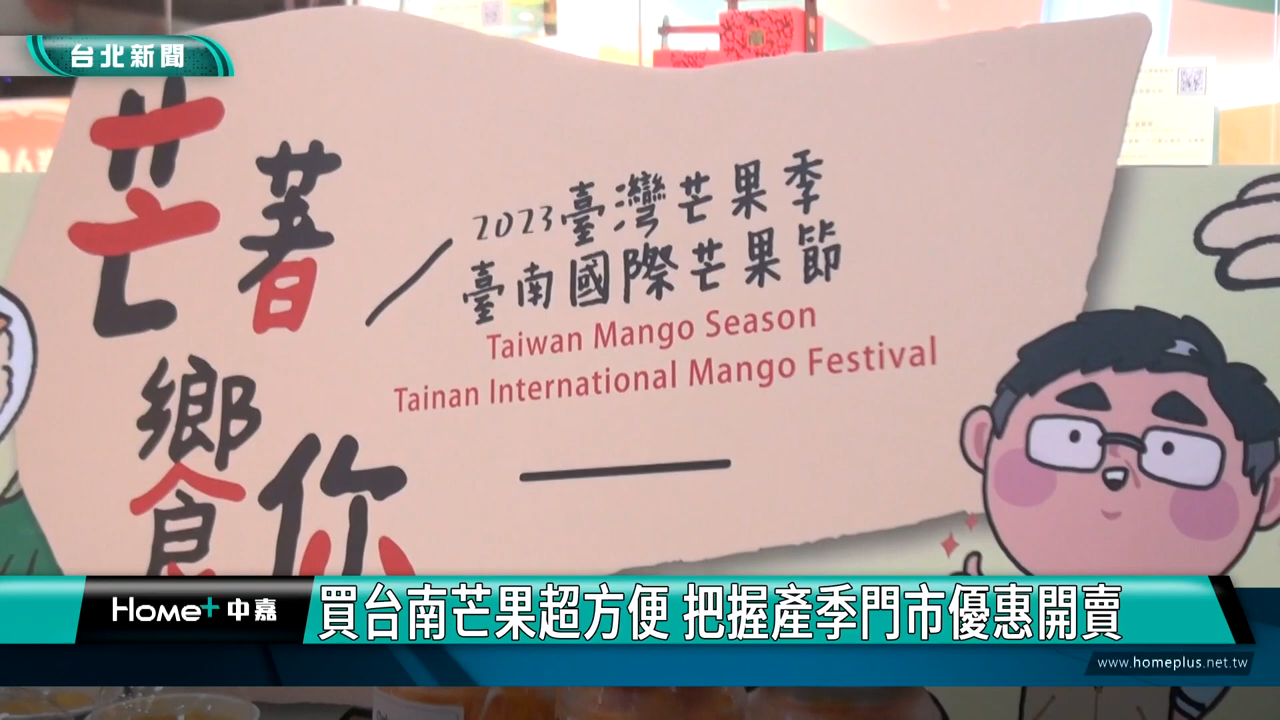 台北新聞
芒著
饗你
2023臺灣芒果季
臺南國際芒果節
Taiwan Mango Season
Tainan International Mango Festival
Home+中嘉
買台南芒果超方便 把握產季門市優惠開賣
www.homeplus.net.tw